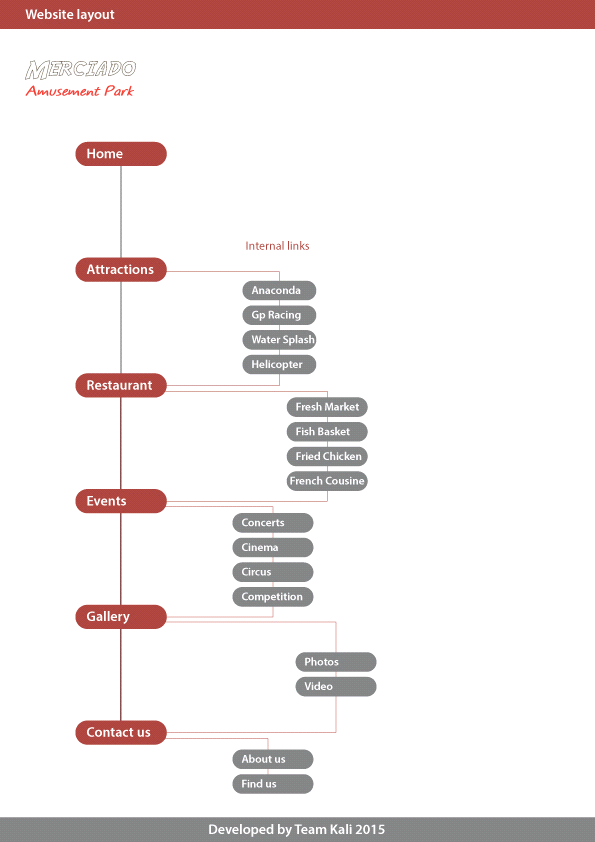 Website layout
MERCIADO
Amusement Park
Home
Internal links
Attractions
Anaconda
Gp Racing
Water Splash
Helicopter
Restaurant
Fresh Market
Fish Basket
Fried Chicken
French Cousine
Events
Concerts
Cinema
Circus
Competition
Gallery
Photos
Video
Contact us
About us
Find us
Developed by Team Kali 2015